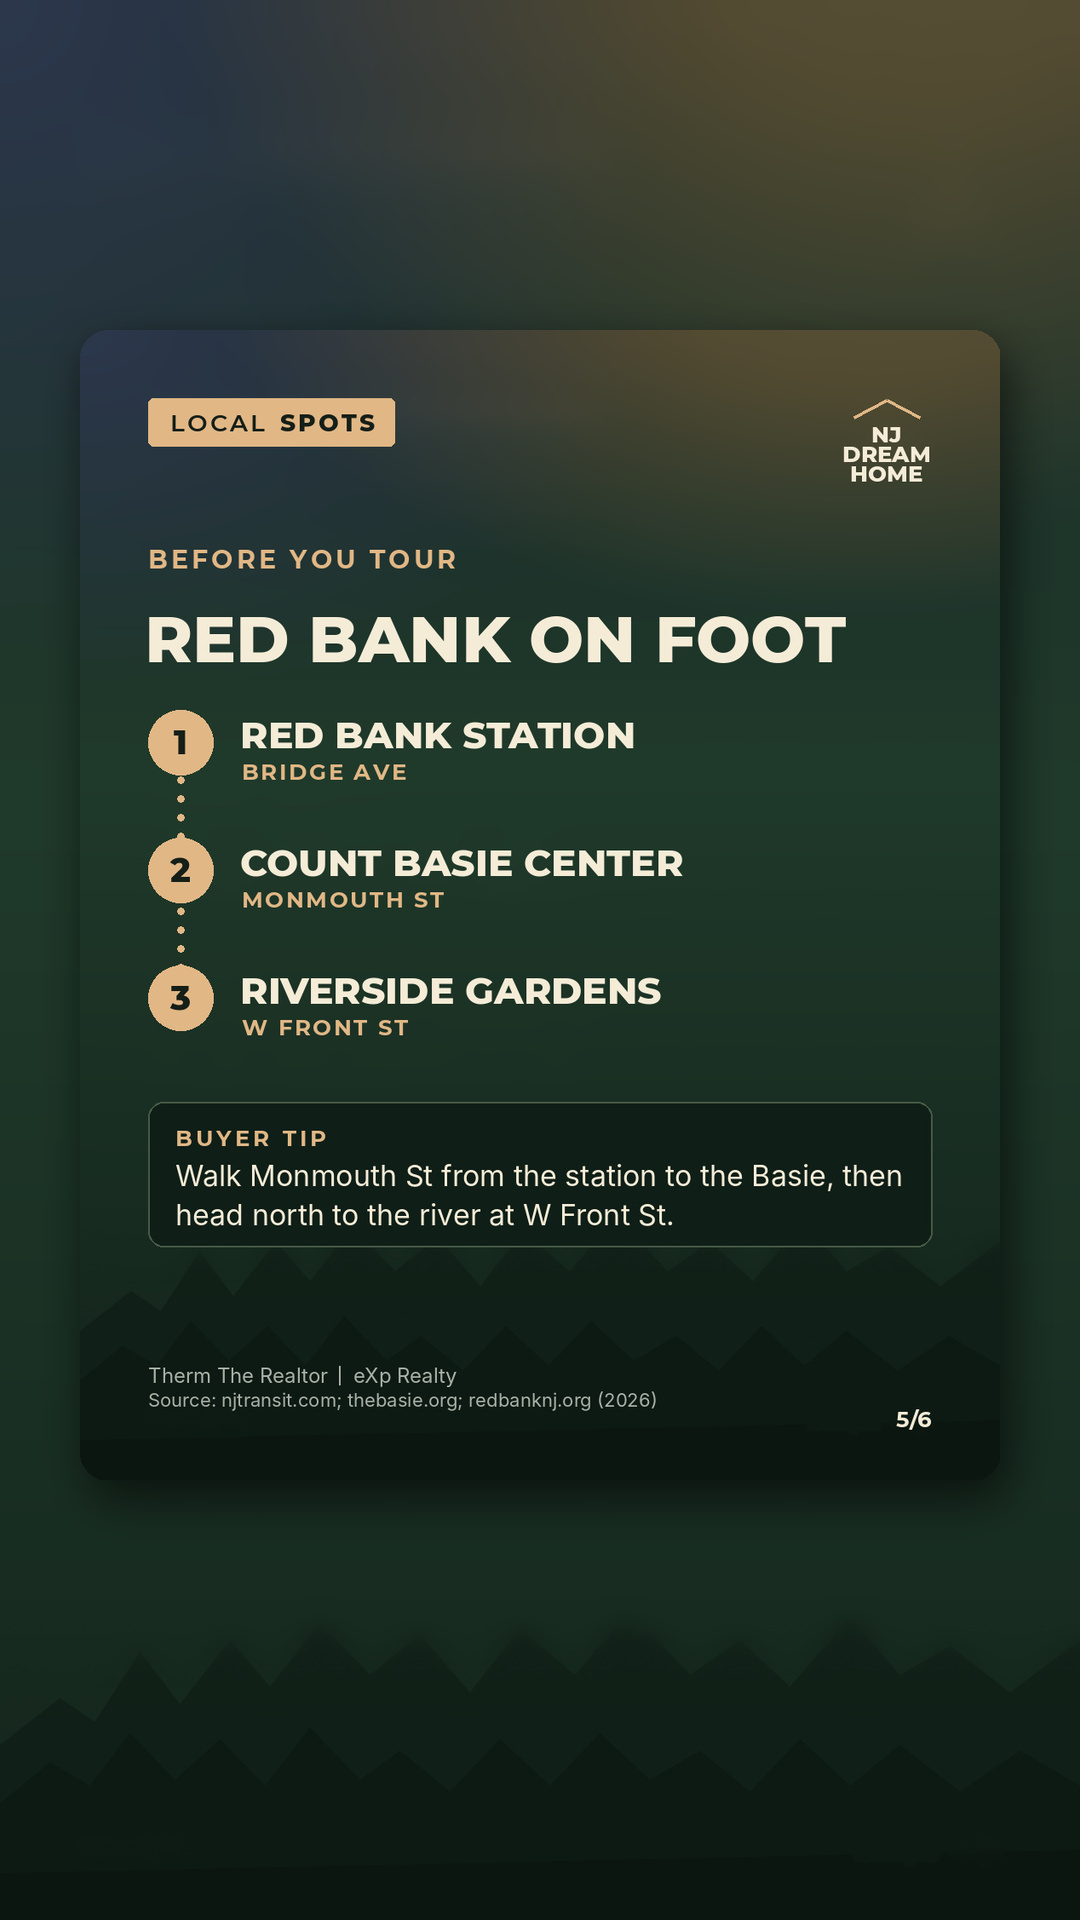 LOCAL SPOTS
NJ
DREAM
HOME
BEFORE YOU TOUR
RED BANK ON FOOT
1
RED BANK STATION
BRIDGE AVE
2
COUNT BASIE CENTER
MONMOUTH ST
3
RIVERSIDE GARDENS
W FRONT ST
BUYER TIP
Walk Monmouth St from the station to the Basie, then
head north to the river at W Front St.
Therm The Realtor | eXp Realty
Source: njtransit.com; thebasie.org; redbanknj.org (2026)
5/6